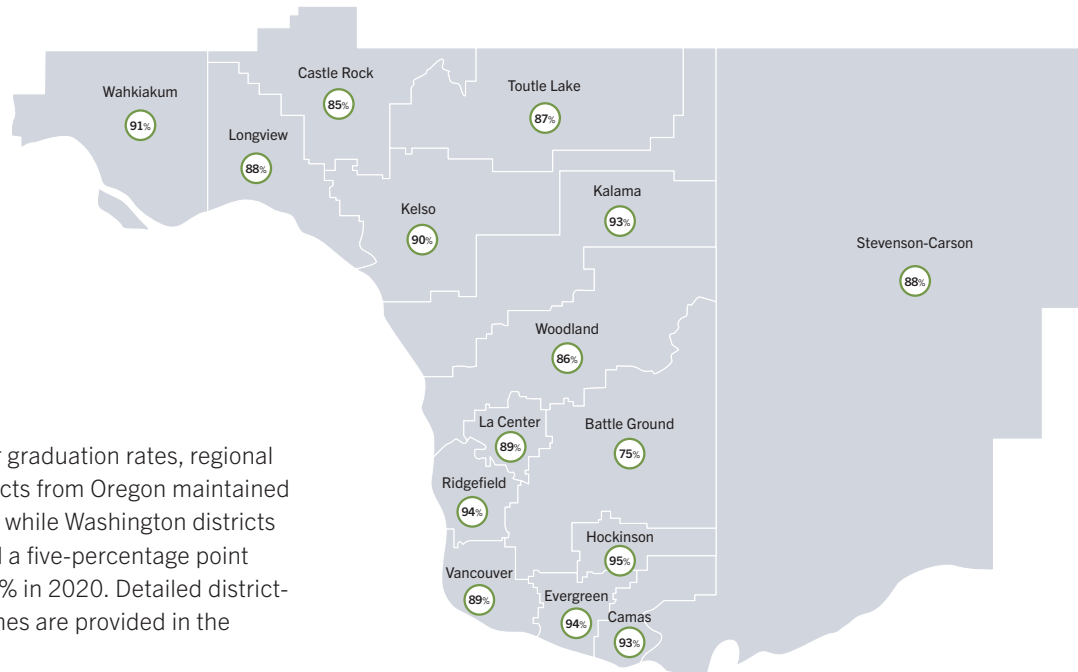 Castle Rock
85%
Toutle Lake
87%
Wahkiakum
91%
Longview
88%
Kalama
93%
Kelso
90%
Stevenson-Carson
88%
Woodland
86%
La Center
89%
Battle Ground
75%
Ridgefield
94%
Hockinson
95%
Vancouver
89%
Evergreen
94%
Camas
93%
graduation rates, regional
from Oregon maintained
while Washington districts
a five-percentage point
% in 2020. Detailed district-
are provided in the